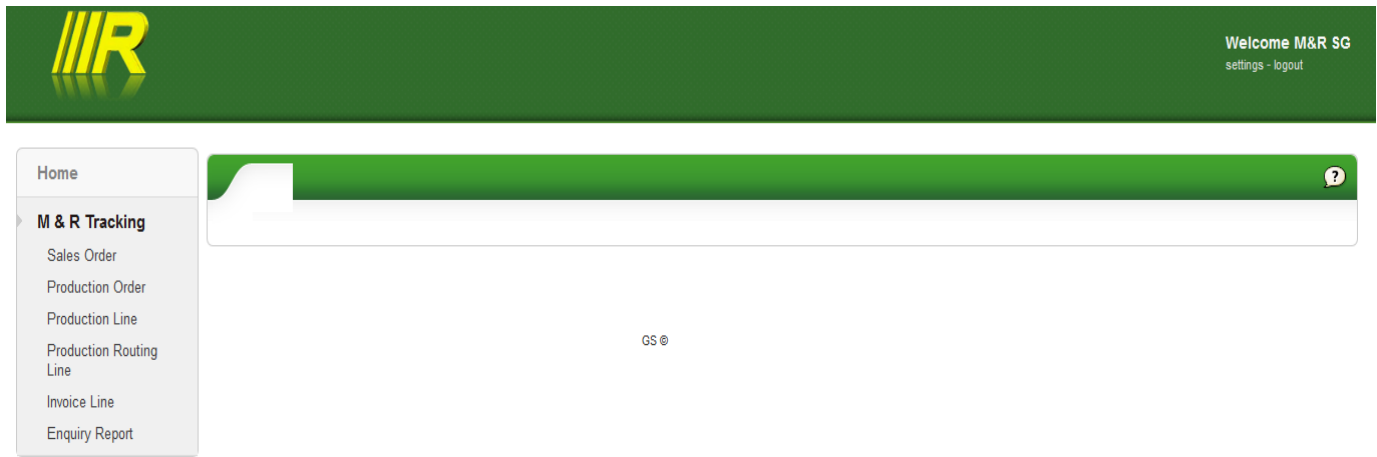 ///R
Welcome M&R SG
settings - logout
Home
?
M & R Tracking
Sales Order
Production Order
Production Line
Production Routing
Line
Invoice Line
Enquiry Report
GS ©